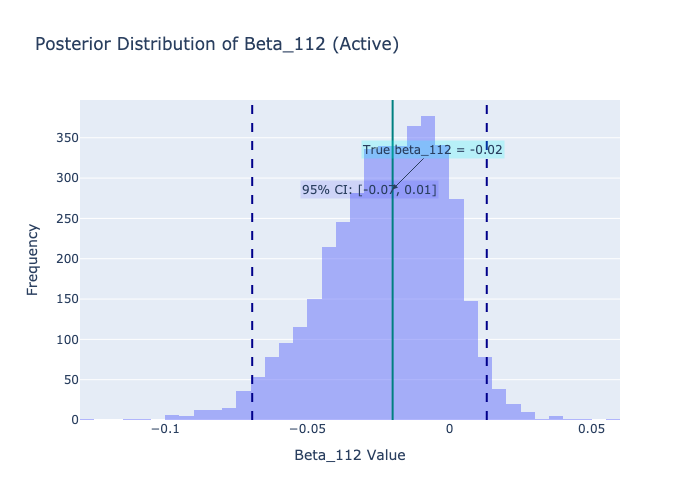 Posterior Distribution of Beta_112 (Active)
350
300
250
200
150
100
50
0
Frequency
True beta_112 = -0.02
95% CI: [-0.07, 0.01]
−0.1
−0.05
0
0.05
Beta_112 Value